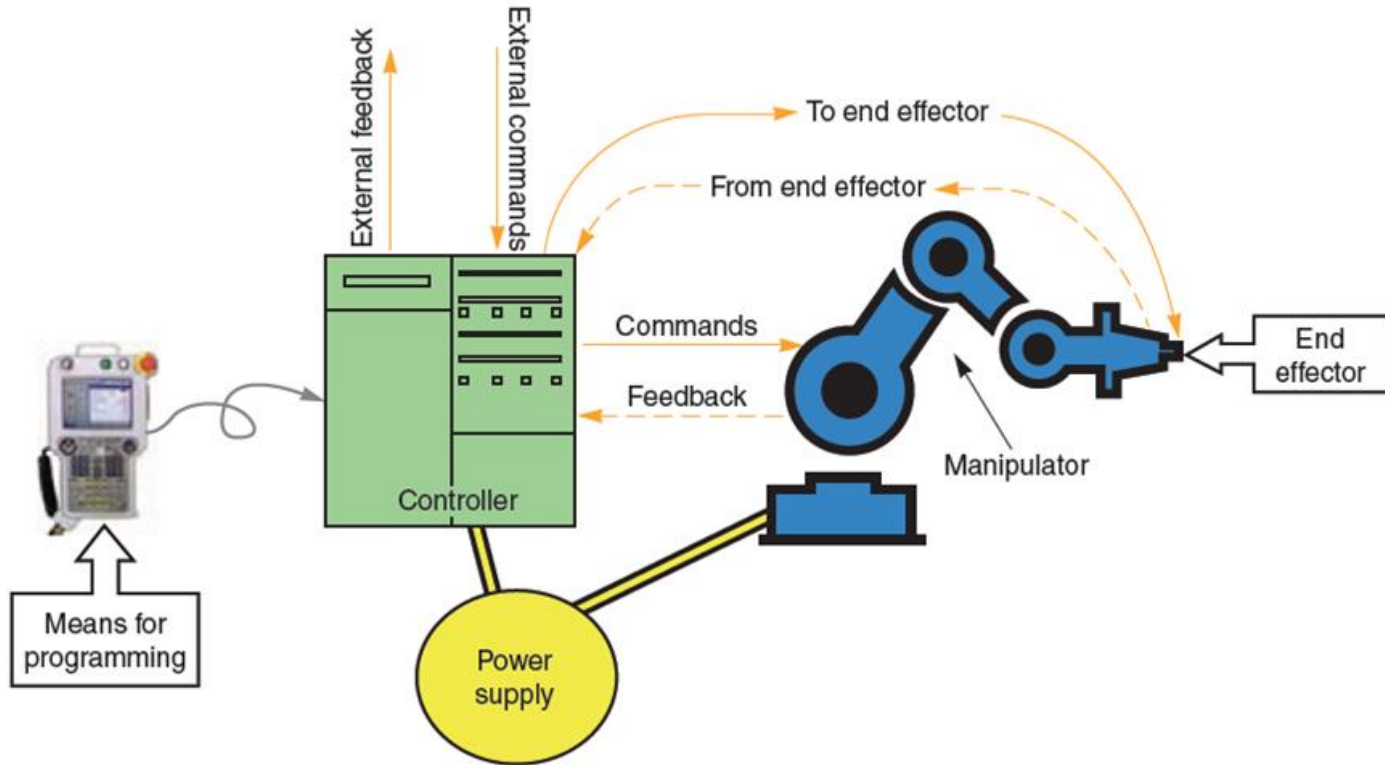 External feedback
External commands
To end effector
From end effector
Commands
Feedback
End
effector
Manipulator
Controller
Means for
programming
Power
supply